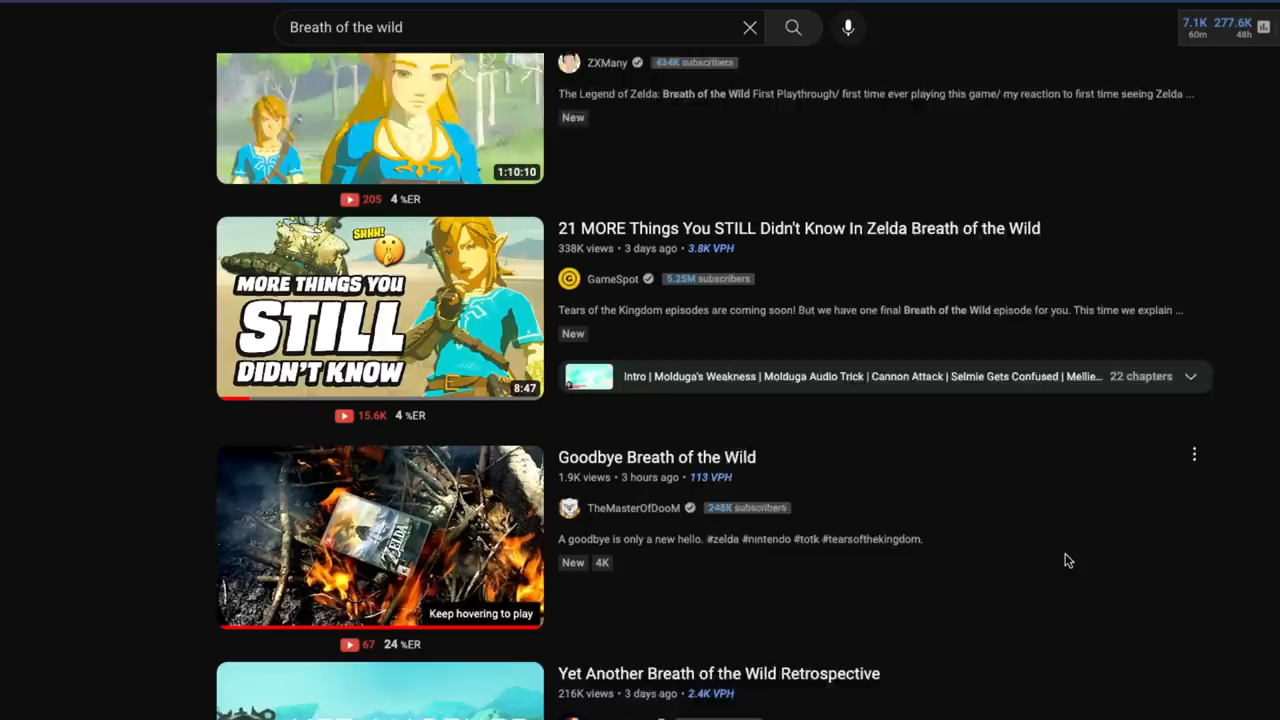 Breath of the wild
7.1K 277.6K
60m 48h
ZXMany 434K subscribers
The Legend of Zelda: Breath of the Wild First Playthrough/ first time ever playing this game/ my reaction to first time seeing Zelda ...
New
1:10:10
205 4 %ER
21 MORE Things You STILL Didn't Know In Zelda Breath of the Wild
338K views • 3 days ago • 3.8K VPH
SHHH!
GameSpot 5.25M subscribers
MORE THINGS YOU
STILL
DIDN'T KNOW
Tears of the Kingdom episodes are coming soon! But we have one final Breath of the Wild episode for you. This time we explain ...
New
8:47
Intro | Molduga's Weakness | Molduga Audio Trick | Cannon Attack | Selmie Gets Confused | Mellie... 22 chapters
15.6K 4 %ER
Goodbye Breath of the Wild
1.9K views • 3 hours ago • 113 VPH
TheMasterOfDooM 248K subscribers
ZELDA
A goodbye is only a new hello. #zelda #nintendo #totk #tearsofthekingdom.
New 4K
Keep hovering to play
67 24 %ER
Yet Another Breath of the Wild Retrospective
216K views • 3 days ago • 2.4K VPH